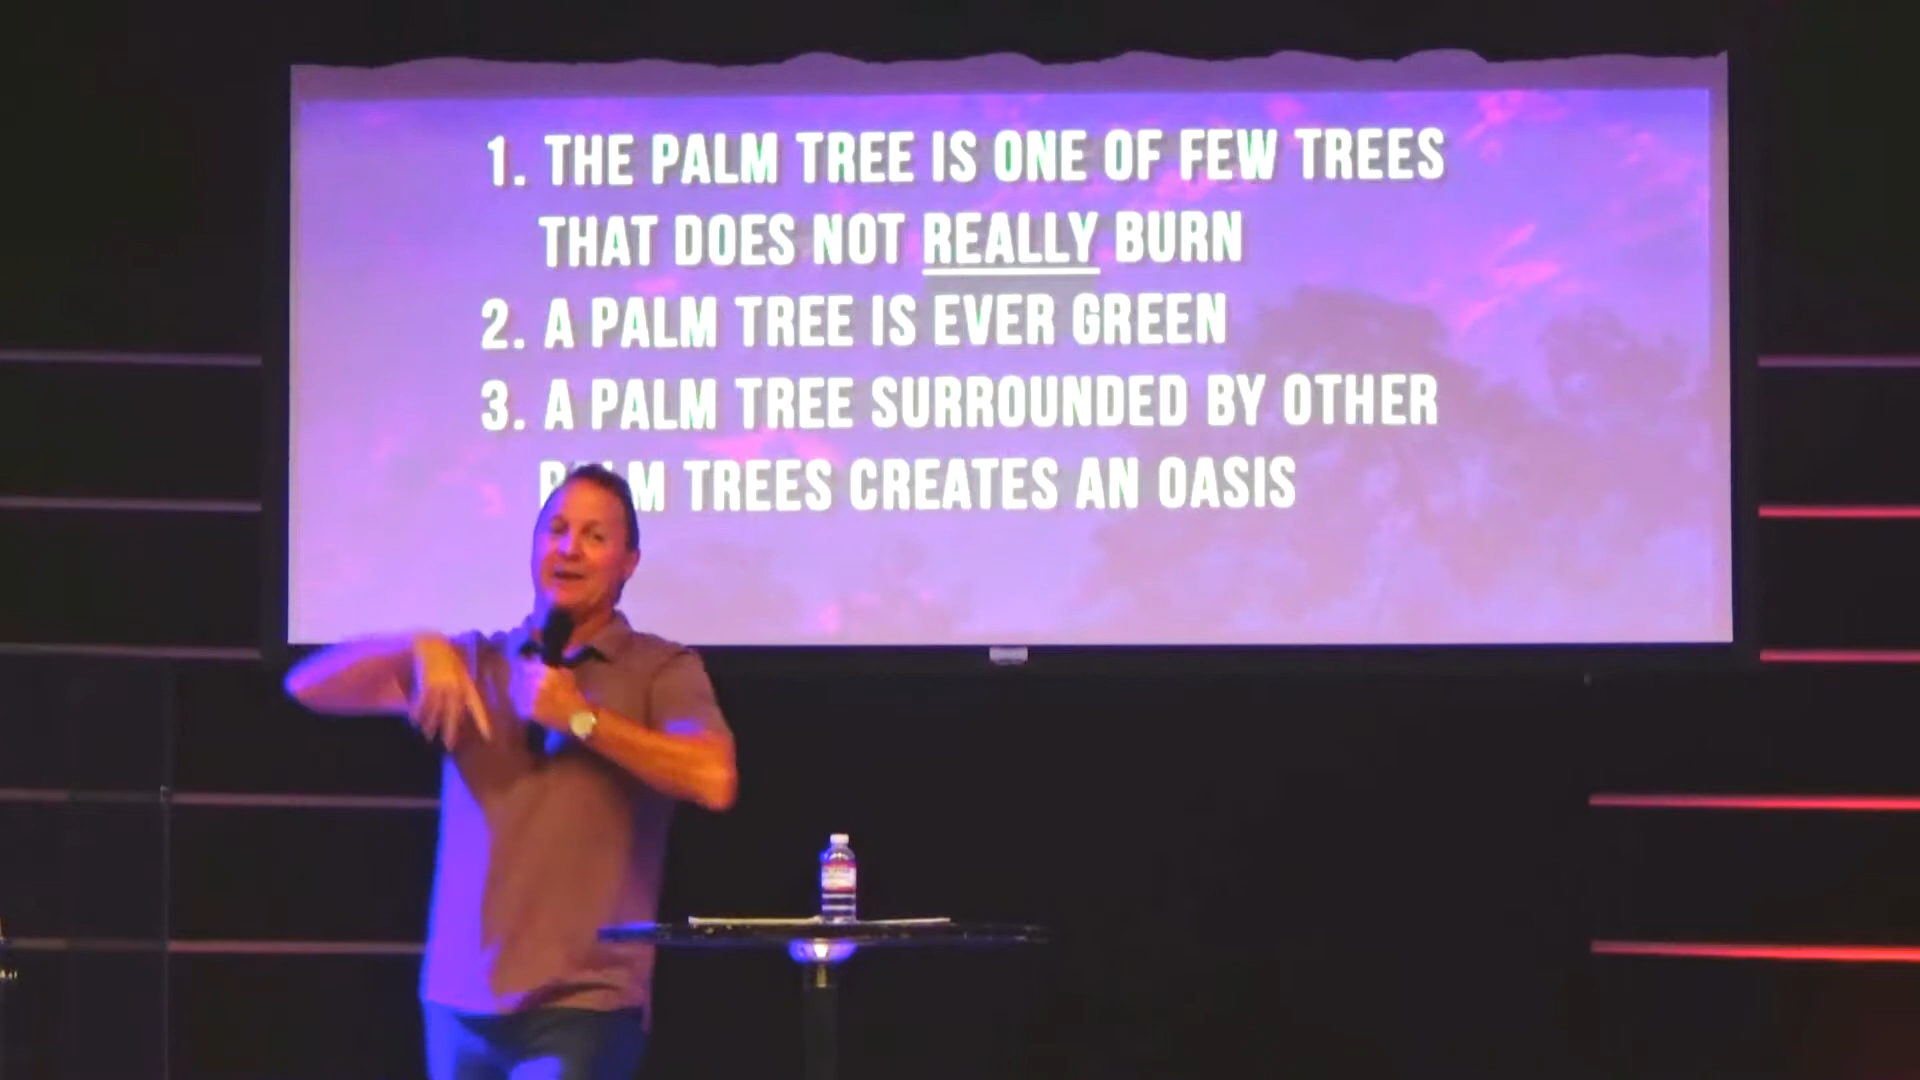 1. THE PALM TREE IS ONE OF FEW TREES
THAT DOES NOT REALLY BURN
2. A PALM TREE IS EVER GREEN
3. A PALM TREE SURROUNDED BY OTHER
TREES CREATES AN OASIS